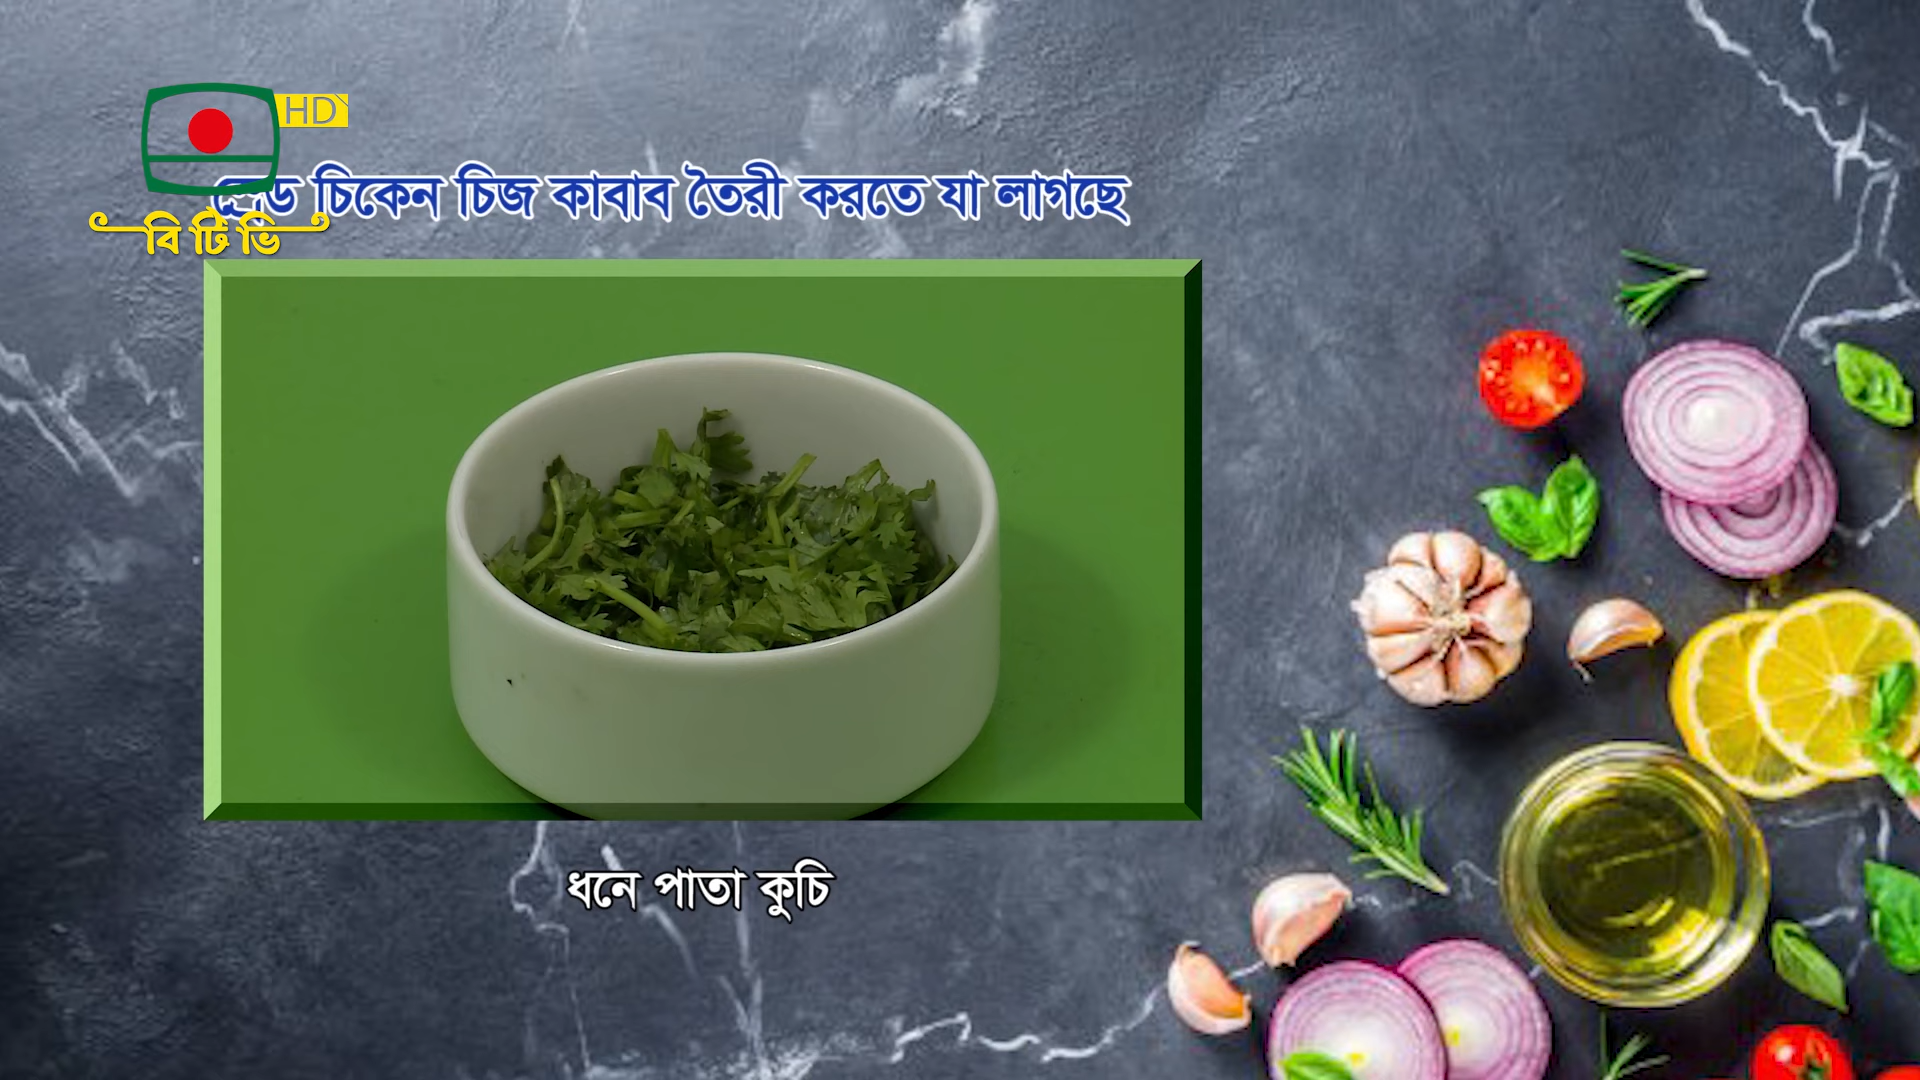 HD
চিকেন চিজ কাবাব তৈরী করতে যা লাগছে
বি টি ভি
ধনে পাতা কুচি